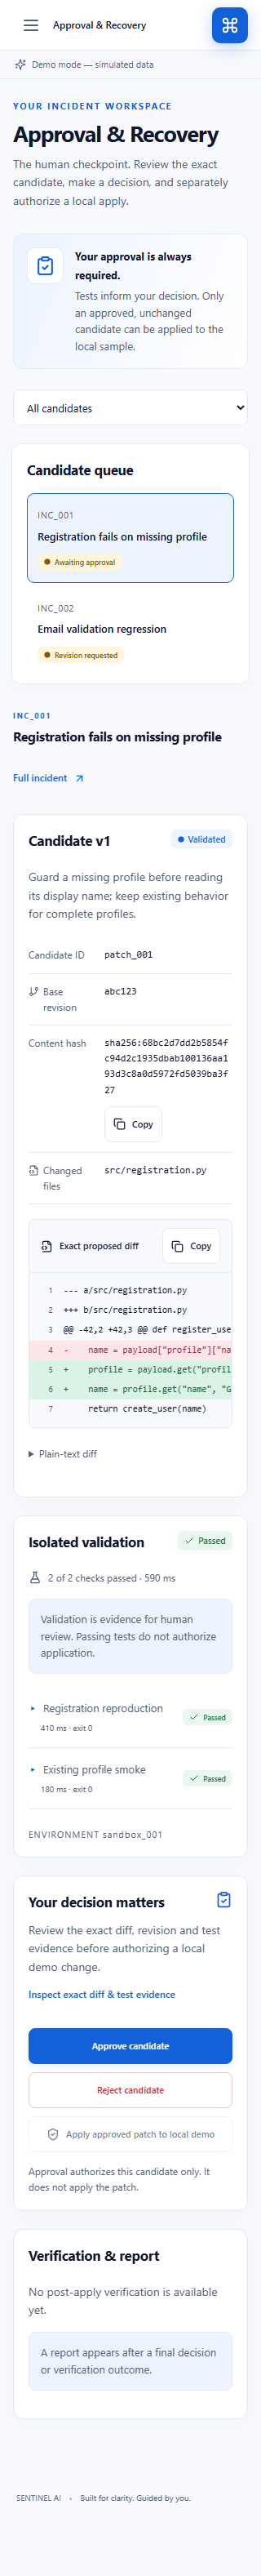 Approval & Recovery
Demo mode — simulated data
YOUR INCIDENT WORKSPACE
Approval & Recovery
The human checkpoint. Review the exact
candidate, make a decision, and separately
authorize a local apply.
Your approval is always
required.
Tests inform your decision. Only
an approved, unchanged
candidate can be applied to the
local sample.
All candidates
Candidate queue
INC_001
Registration fails on missing profile
Awaiting approval
INC_002
Email validation regression
Revision requested
INC_001
Registration fails on missing profile
Full incident
Candidate v1
Validated
Guard a missing profile before reading
its display name; keep existing behavior
for complete profiles.
Candidate ID patch_001
Base
revision
abc123
Content hash
sha256:68bc2d7dd2b5854f
c94d2c1935dbab100136aa1
93d3c8a0d5972fd5039ba3f
27
Copy
Changed
files
src/registration.py
Exact proposed diff
Copy
1 --- a/src/registration.py
2 +++ b/src/registration.py
3 @@ -42,2 +42,3 @@ def register_use
4 - name = payload["profile"]["na
5 + profile = payload.get("profil
6 + name = profile.get("name", "G
7 return create_user(name)
Plain-text diff
Isolated validation
Passed
2 of 2 checks passed · 590 ms
Validation is evidence for human
review. Passing tests do not authorize
application.
Registration reproduction
410 ms · exit 0
Passed
Existing profile smoke
180 ms · exit 0
Passed
ENVIRONMENT sandbox_001
Your decision matters
Review the exact diff, revision and test
evidence before authorizing a local
demo change.
Inspect exact diff & test evidence
Approve candidate
Reject candidate
Apply approved patch to local demo
Approval authorizes this candidate only. It
does not apply the patch.
Verification & report
No post-apply verification is available
yet.
A report appears after a final decision
or verification outcome.
SENTINEL AI • Built for clarity. Guided by you.